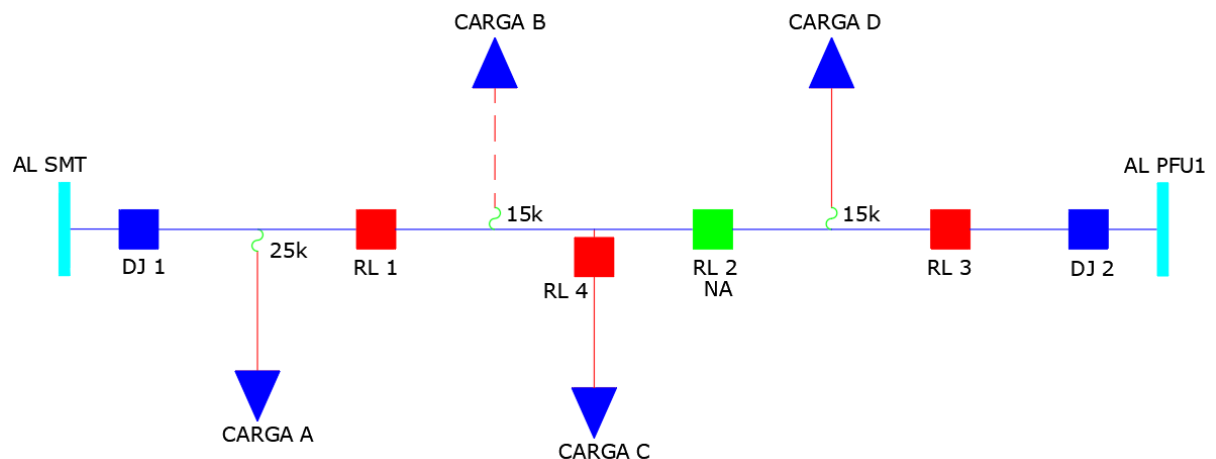 CARGA B
CARGA D
AL SMT
AL PFU1
15k
15k
25k
DJ 1
RL 1
RL 4
RL 2
NA
RL 3
DJ 2
CARGA A
CARGA C